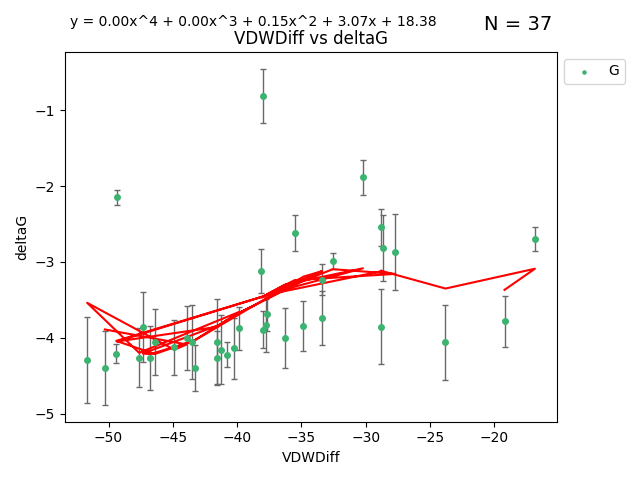 y = 0.00x^4 + 0.00x^3 + 0.15x^2 + 3.07x + 18.38
N = 37
VDWDiff vs deltaG
G
deltaG
−1
−2
−3
−4
−5
−50 −45 −40 −35 −30 −25 −20
VDWDiff